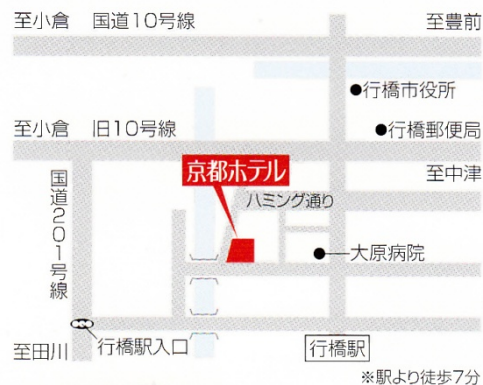 至小倉 国道10号線 至豊前
●行橋市役所
至小倉 旧10号線 ●行橋郵便局
京都ホテル 至中津
国道201号線
ハミング通り
●大原病院
至田川 行橋駅入口 行橋駅
※駅より徒歩7分